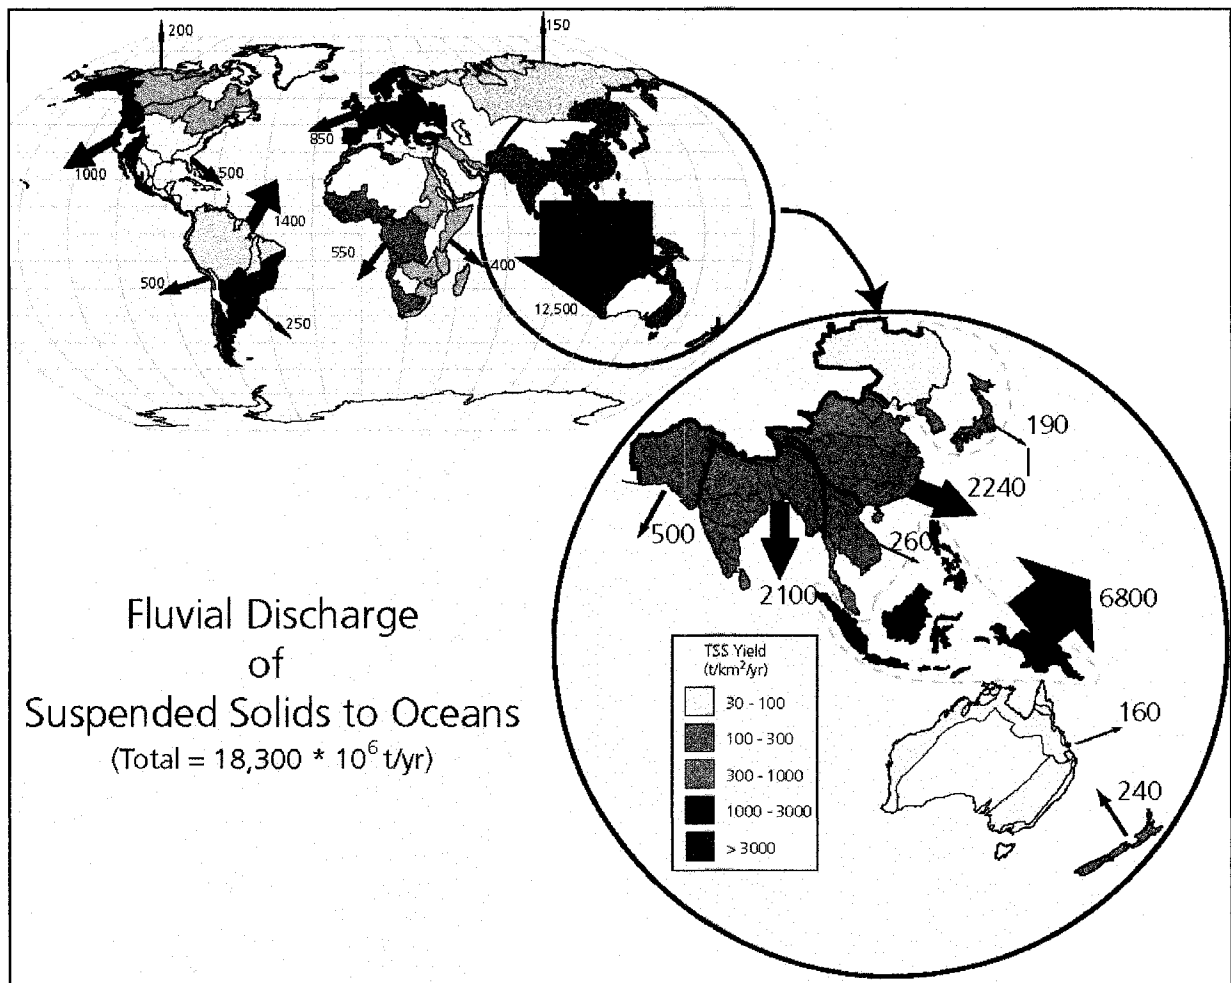 200
150
850
1000
500
1400
550
400
500
250
12,500
190
2240
500
260
2100
6800
Fluvial Discharge
of
Suspended Solids to Oceans
(Total = 18,300 * 10⁶ t/yr)
TSS Yield
(t/km²/yr)
30 - 100
100 - 300
300 - 1000
1000 - 3000
> 3000
160
240